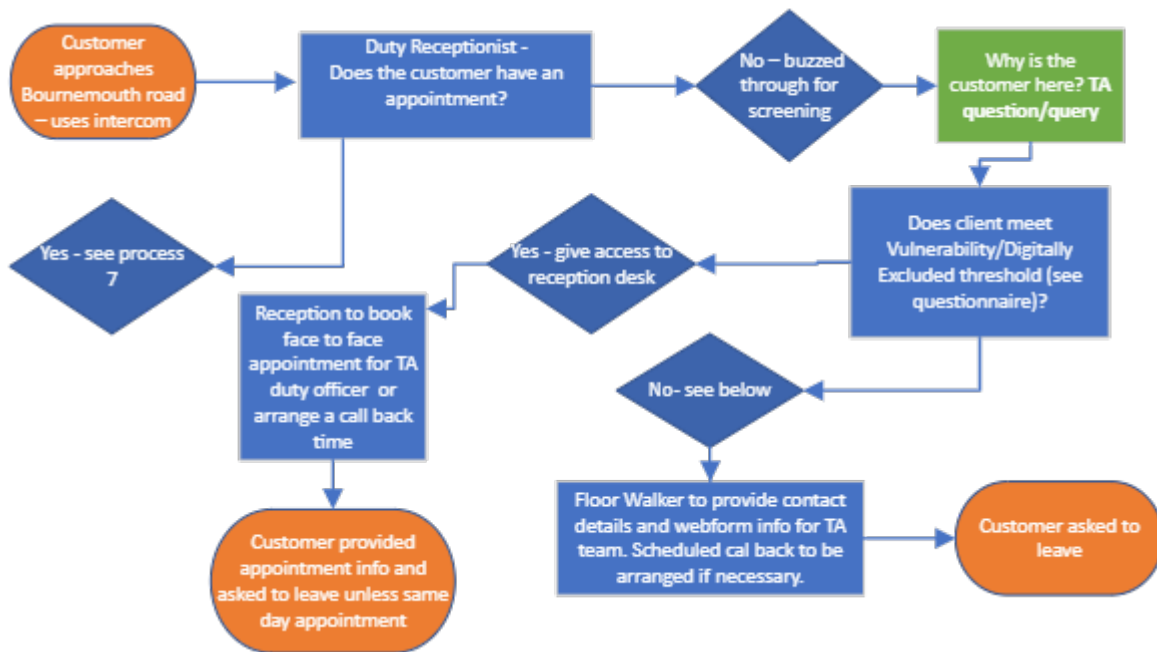 Customer
approaches
Bournemouth road
– uses intercom
Duty Receptionist -
Does the customer have an
appointment?
No – buzzed
through for
screening
Why is the
customer here? TA
question/query
Yes - see process
7
Yes - give access to
reception desk
Does client meet
Vulnerability/Digitally
Excluded threshold (see
questionnaire)?
Reception to book
face to face
appointment for TA
duty officer or
arrange a call back
time
No- see below
Customer provided
appointment info and
asked to leave unless same
day appointment
Floor Walker to provide contact
details and webform info for TA
team. Scheduled cal back to be
arranged if necessary.
Customer asked to
leave